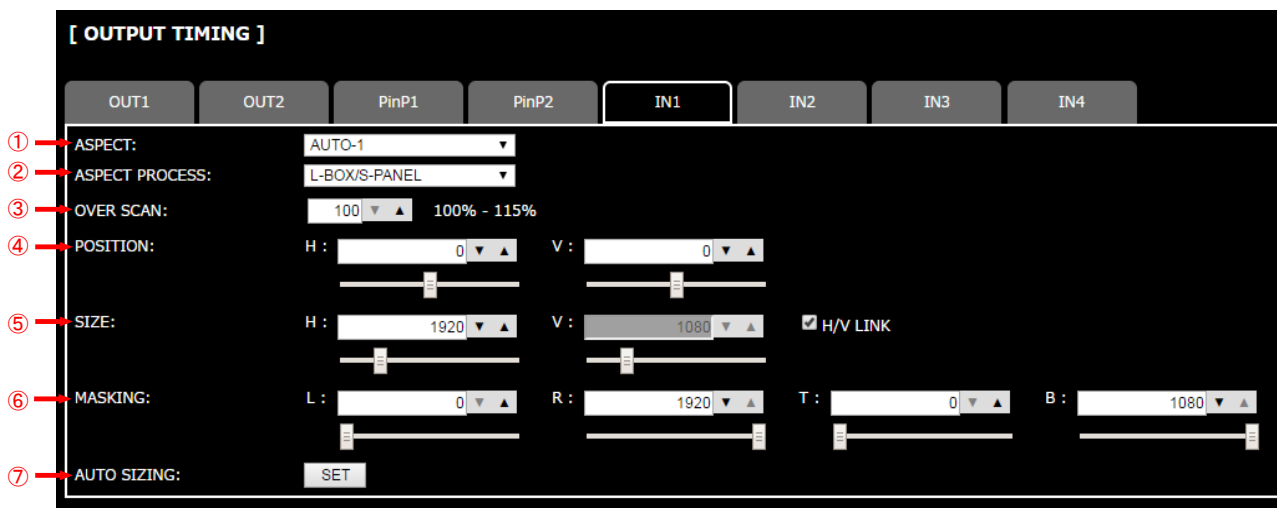 [ OUTPUT TIMING ]
OUT1 OUT2 PinP1 PinP2 IN1 IN2 IN3 IN4
① ASPECT: AUTO-1 ▼
② ASPECT PROCESS: L-BOX/S-PANEL ▼
③ OVER SCAN: 100 ▼ ▲ 100% - 115%
④ POSITION: H : 0 ▼ ▲ V : 0 ▼ ▲
⑤ SIZE: H : 1920 ▼ ▲ V : 1080 ▼ ▲ H/V LINK
⑥ MASKING: L : 0 ▼ ▲ R : 1920 ▼ ▲ T : 0 ▼ ▲ B : 1080 ▼ ▲
⑦ AUTO SIZING: SET